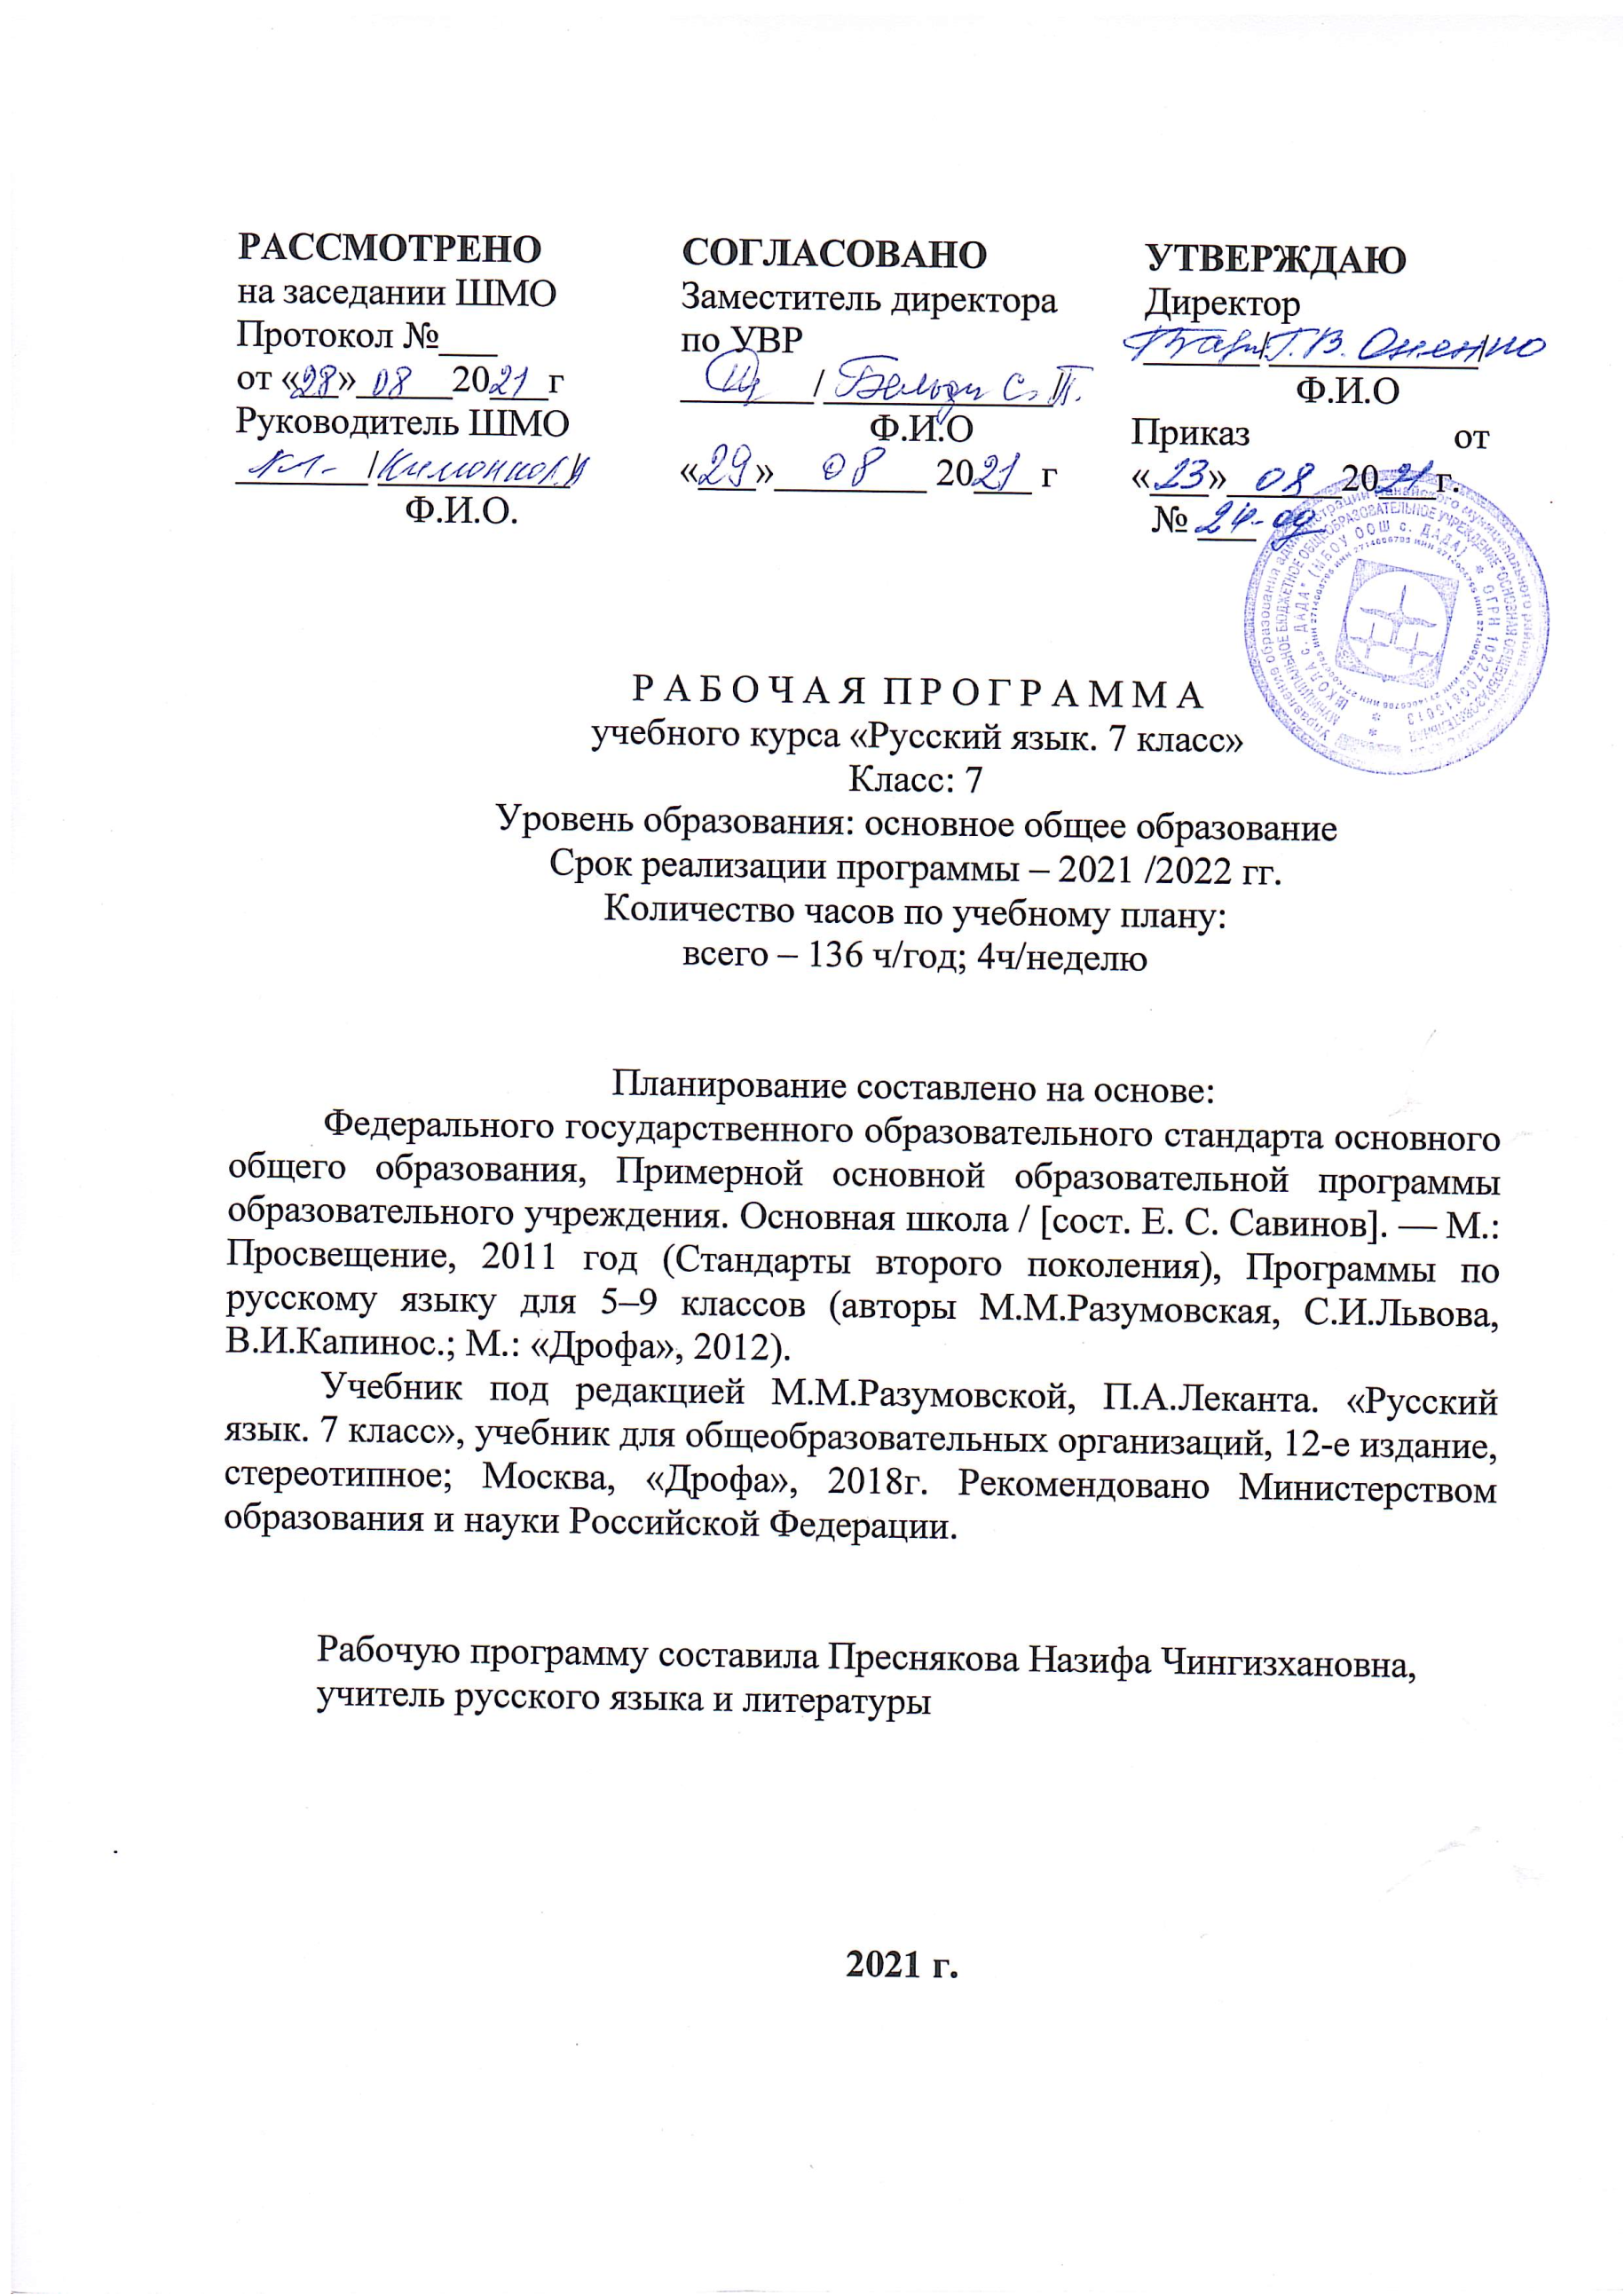 РАССМОТРЕНО
на заседании ШМО
Протокол №___
от «28» 08 2021 г
Руководитель ШМО
/
Ф.И.О.
СОГЛАСОВАНО
Заместитель директора
по УВР
/ Бельды С.П.
Ф.И.О
«29» 08 2021 г
УТВЕРЖДАЮ
Директор
/Г.В. Оненко/
Ф.И.О
Приказ от
«23» 08 2021г.
№ 24-
Р А Б О Ч А Я П Р О Г Р А М М А
учебного курса «Русский язык. 7 класс»
Класс: 7
Уровень образования: основное общее образование
Срок реализации программы – 2021 /2022 гг.
Количество часов по учебному плану:
всего – 136 ч/год; 4ч/неделю
Планирование составлено на основе:
Федерального государственного образовательного стандарта основного
общего образования, Примерной основной образовательной программы
образовательного учреждения. Основная школа / [сост. Е. С. Савинов]. — М.:
Просвещение, 2011 год (Стандарты второго поколения), Программы по
русскому языку для 5–9 классов (авторы М.М.Разумовская, С.И.Львова,
В.И.Капинос.; М.: «Дрофа», 2012).
Учебник под редакцией М.М.Разумовской, П.А.Леканта. «Русский
язык. 7 класс», учебник для общеобразовательных организаций, 12-е издание,
стереотипное; Москва, «Дрофа», 2018г. Рекомендовано Министерством
образования и науки Российской Федерации.
Рабочую программу составила Преснякова Назифа Чингизхановна,
учитель русского языка и литературы
2021 г.